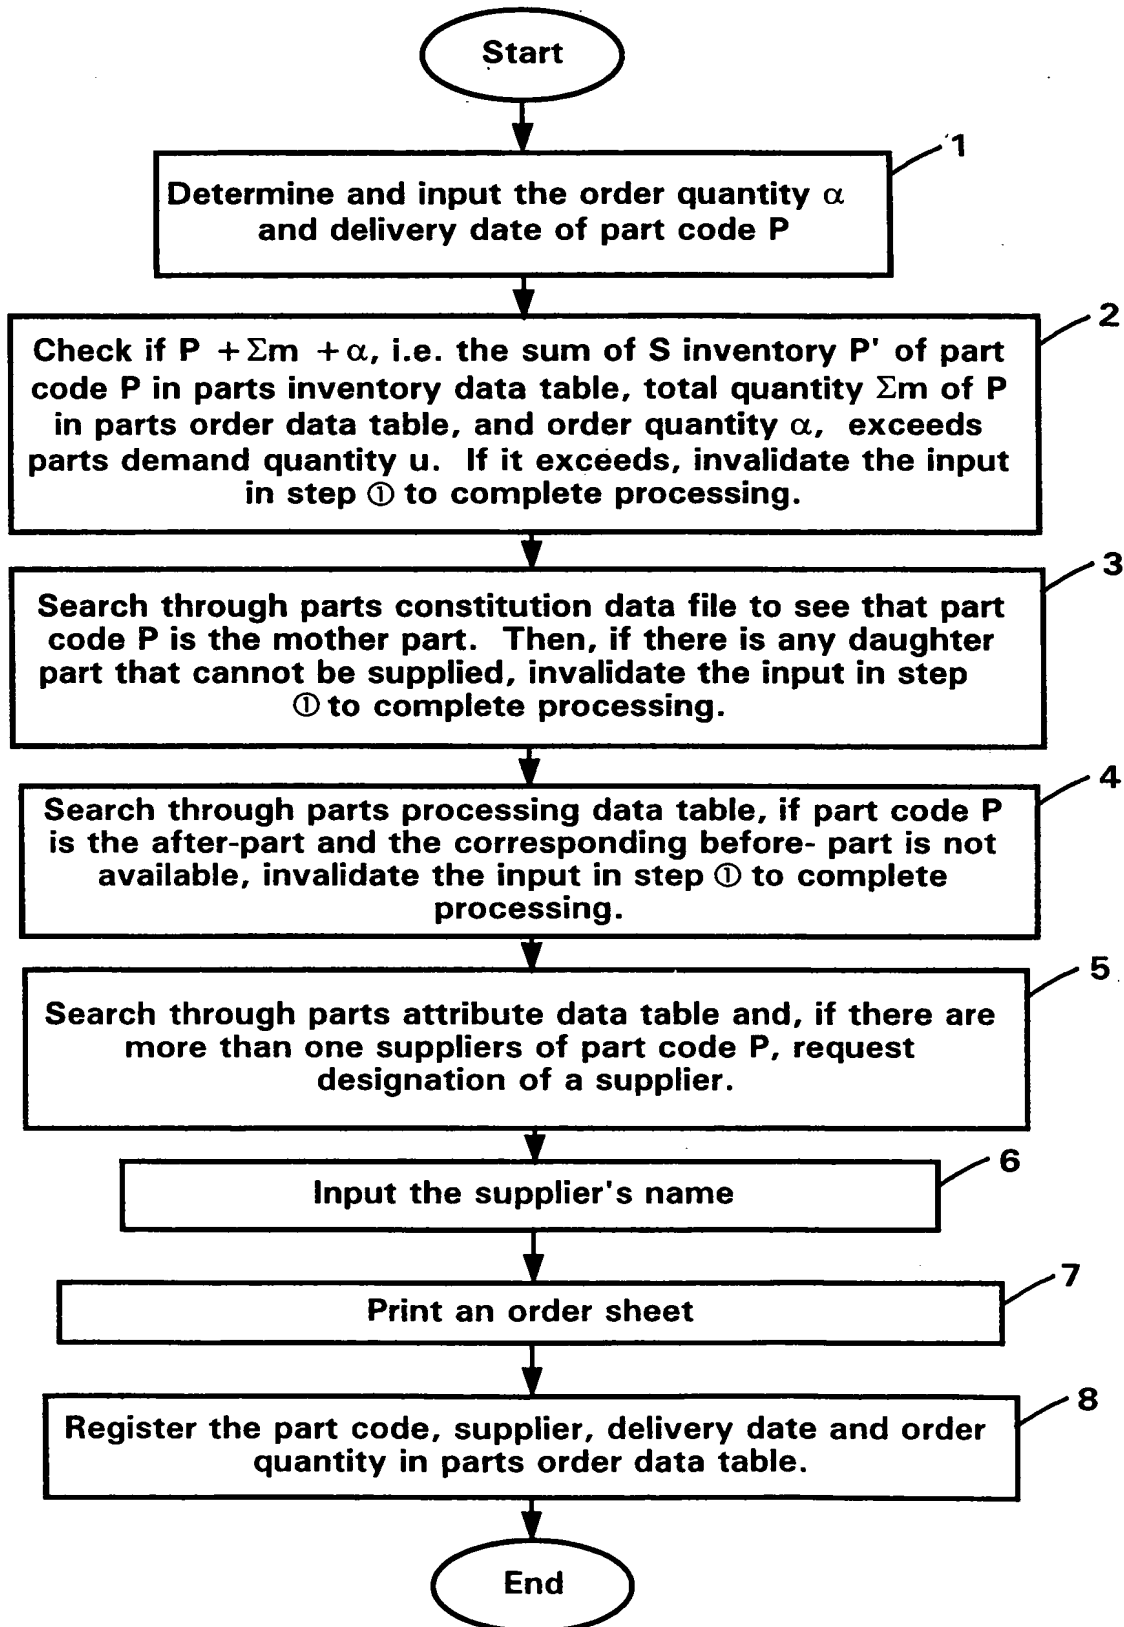 Start
1
Determine and input the order quantity α
and delivery date of part code P
2
Check if P +Σm +α, i.e. the sum of S inventory P' of part
code P in parts inventory data table, total quantity Σm of P
in parts order data table, and order quantity α, exceeds
parts demand quantity u. If it exceeds, invalidate the input
in step ① to complete processing.
3
Search through parts constitution data file to see that part
code P is the mother part. Then, if there is any daughter
part that cannot be supplied, invalidate the input in step
① to complete processing.
4
Search through parts processing data table, if part code P
is the after-part and the corresponding before- part is not
available, invalidate the input in step ① to complete
processing.
5
Search through parts attribute data table and, if there are
more than one suppliers of part code P, request
designation of a supplier.
6
Input the supplier's name
7
Print an order sheet
8
Register the part code, supplier, delivery date and order
quantity in parts order data table.
End